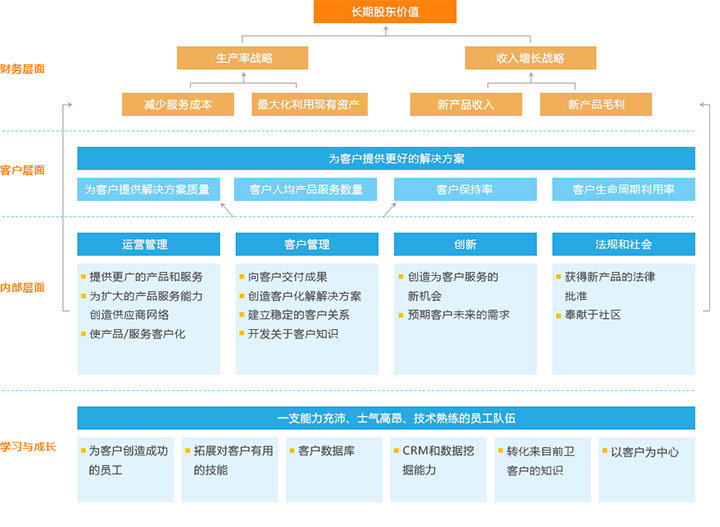 长期股东价值
财务层面
生产率战略
收入增长战略
减少服务成本
最大化利用现有资产
新产品收入
新产品毛利
客户层面
为客户提供更好的解决方案
为客户提供解决方案质量
客户人均产品服务数量
客户保持率
客户生命周期利用率
内部层面
运营管理
提供更广的产品和服务
为扩大的产品服务能力
创造供应商网络
使产品/服务客户化
客户管理
向客户交付成果
创造客户化解解决方案
建立稳定的客户关系
开发关于客户知识
创新
创造为客户服务的
新机会
预期客户未来的需求
法规和社会
获得新产品的法律
批准
奉献于社区
学习与成长
一支能力充沛、士气高昂、技术熟练的员工队伍
为客户创造成功
的员工
拓展对客户有用
的技能
客户数据库
CRM和数据挖
掘能力
转化来目前卫
客户的知识
以客户为中心